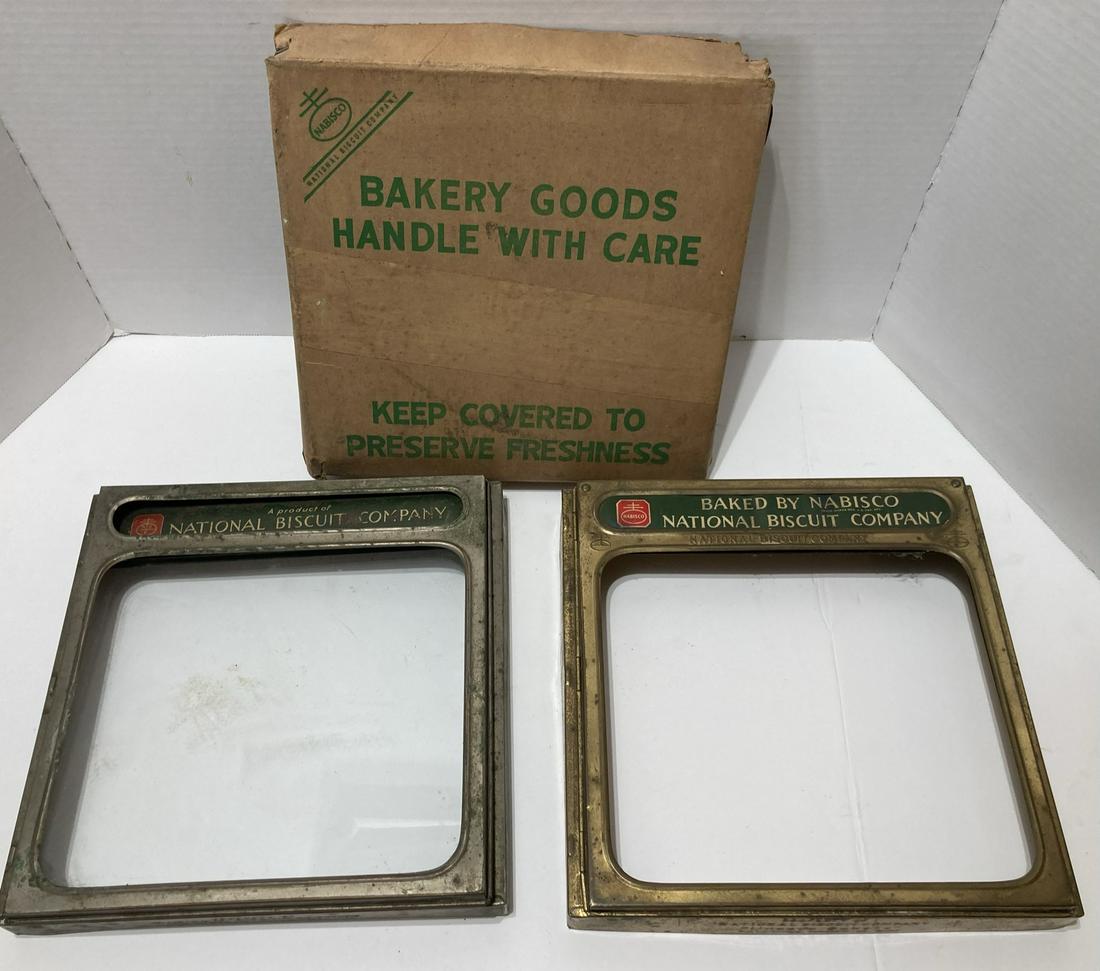 NABISCO
NATIONAL BISCUIT COMPANY
BAKERY GOODS
HANDLE WITH CARE
KEEP COVERED TO
PRESERVE FRESHNESS
A product of
NATIONAL BISCUIT COMPANY
NABISCO
BAKED BY NABISCO
NATIONAL BISCUIT COMPANY
NATIONAL BISCUIT COMPANY